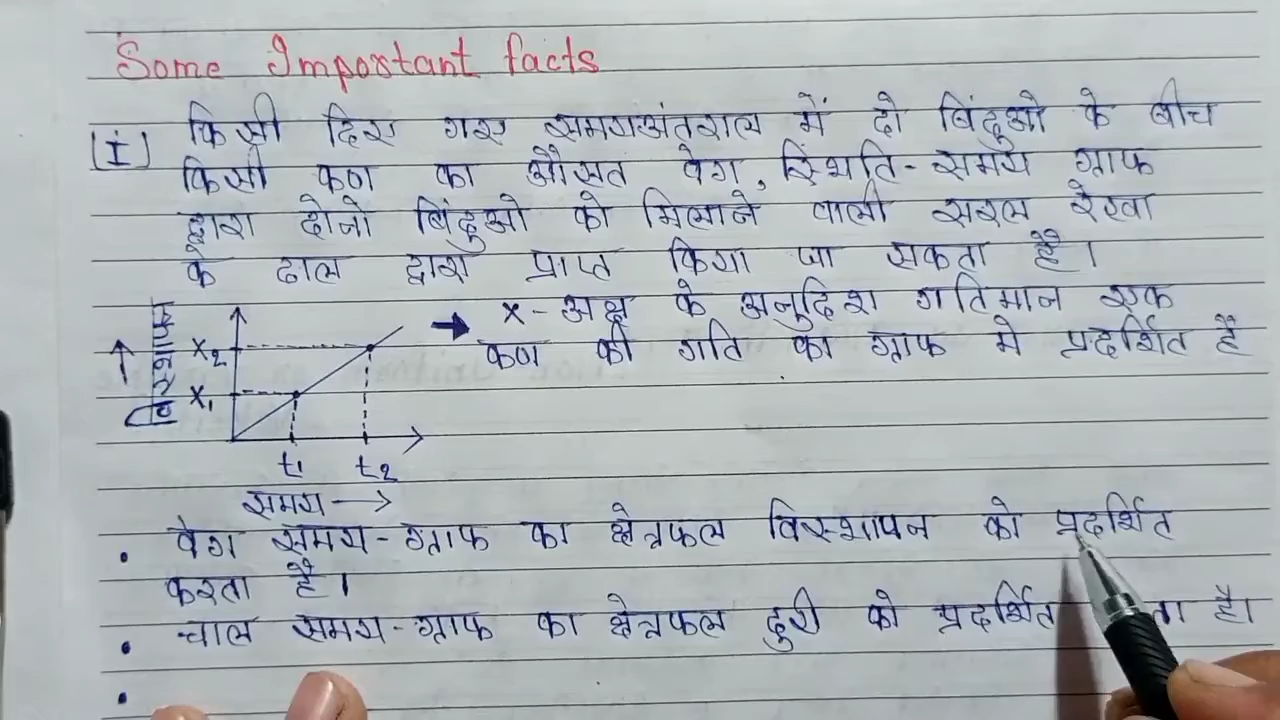 Some Important facts
[I] किसी दिए गए समयअंतराल में दो बिंदुओ के बीच
किसी कण का औसत वेग, स्थिति-समय ग्राफ
द्वारा दोनो बिंदुओ को मिलाने वाली सरल रेखा
के ढाल द्वारा प्राप्त किया जा सकता है।
x-अक्ष के अनुदिश गतिमान एक
कण की गति का ग्राफ मे प्रदर्शित है
विस्थापन
x₂
x₁
t₁ t₂
समय →
• वेग समय-ग्राफ का क्षेत्रफल विस्थापन को प्रदर्शित
करता है।
• चाल समय-ग्राफ का क्षेत्रफल दुरी को प्रदर्शित ता है।
•